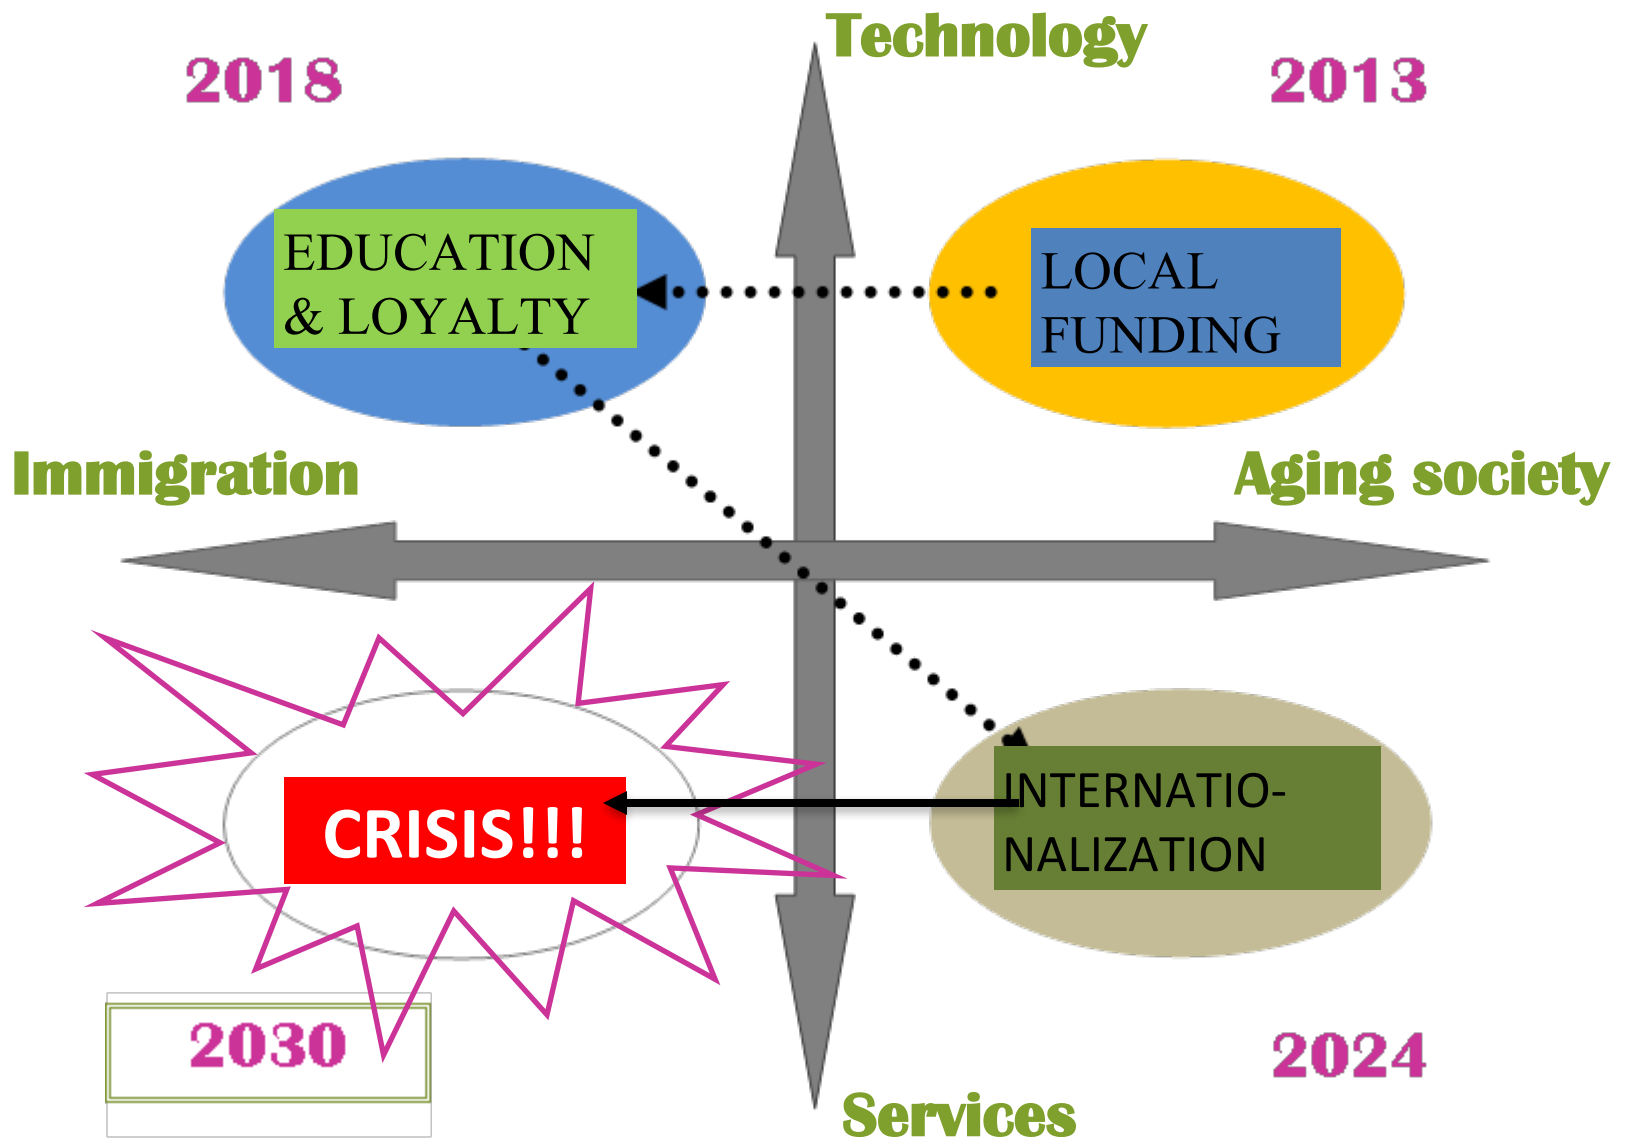 Technology
2018
2013
EDUCATION
& LOYALTY
LOCAL
FUNDING
Immigration
Aging society
CRISIS!!!
INTERNATIO-
NALIZATION
2030
2024
Services